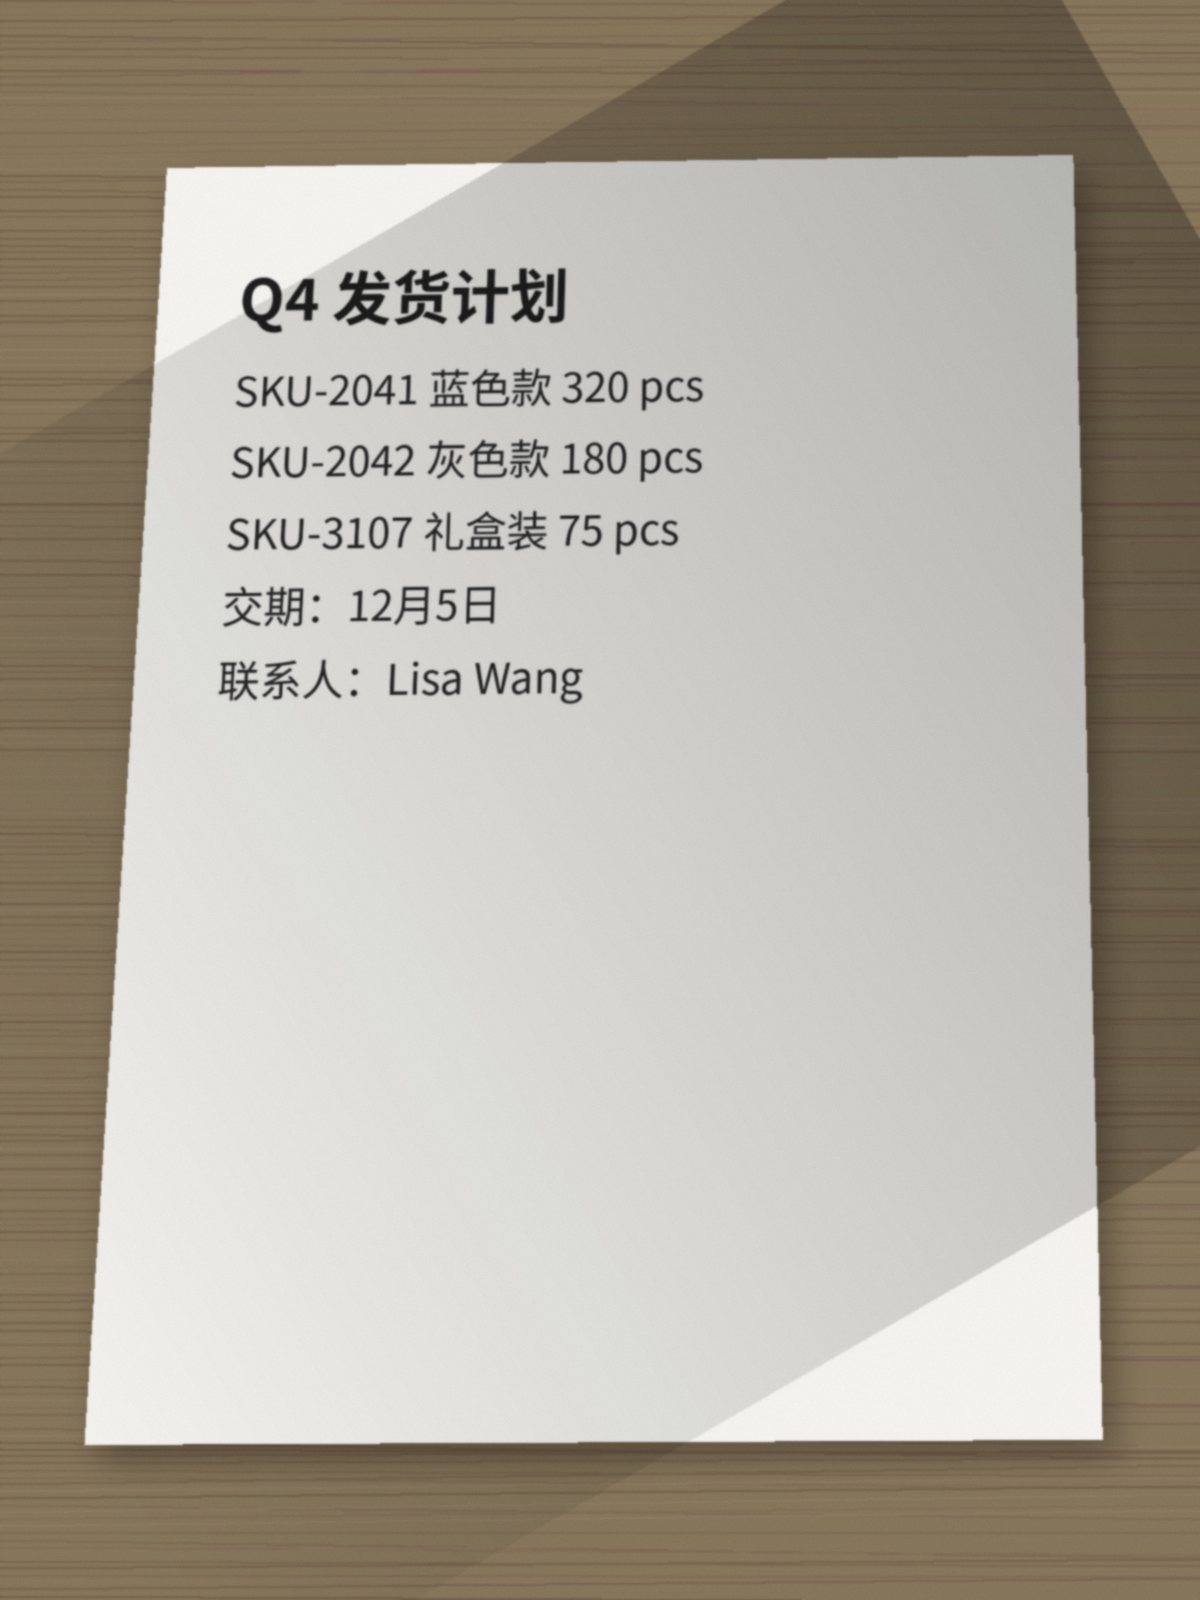 Q4 发货计划
SKU-2041 蓝色款 320 pcs
SKU-2042 灰色款 180 pcs
SKU-3107 礼盒装 75 pcs
交期：12月5日
联系人：Lisa Wang